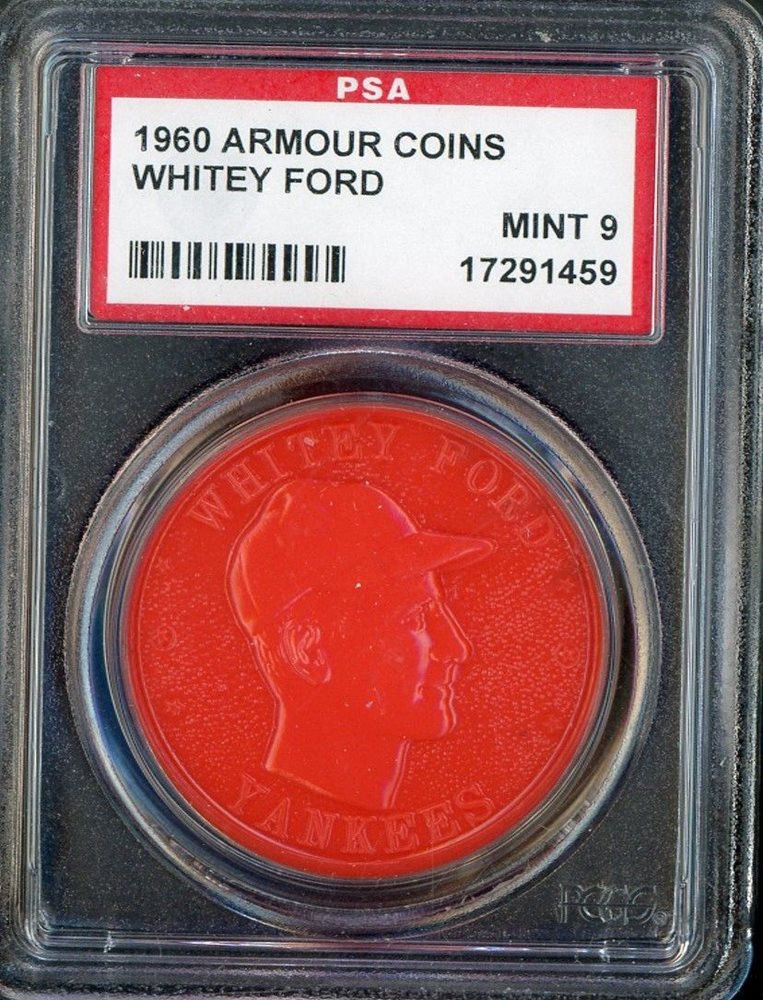 PSA
1960 ARMOUR COINS
WHITEY FORD
MINT 9
17291459
WHITEY FORD
YANKEES
PCGS